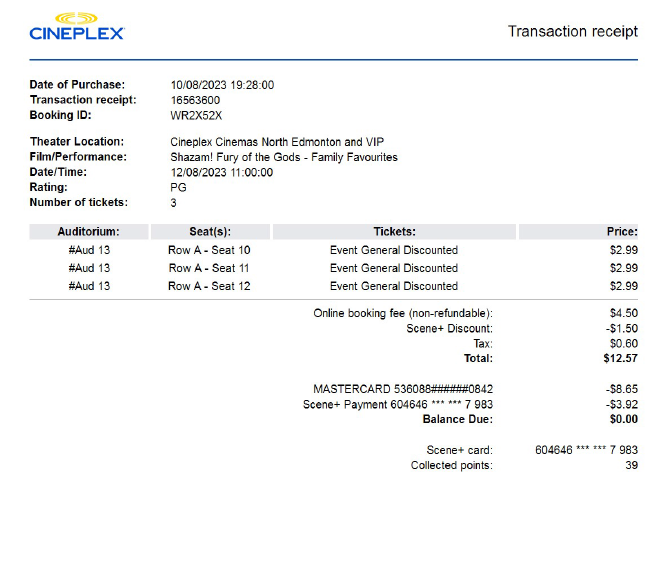 CINEPLEX
Transaction receipt
Date of Purchase: 10/08/2023 19:28:00
Transaction receipt: 16563600
Booking ID: WR2X52X
Theater Location: Cineplex Cinemas North Edmonton and VIP
Film/Performance: Shazam! Fury of the Gods - Family Favourites
Date/Time: 12/08/2023 11:00:00
Rating: PG
Number of tickets: 3
Auditorium: Seat(s): Tickets: Price:
#Aud 13 Row A - Seat 10 Event General Discounted $2.99
#Aud 13 Row A - Seat 11 Event General Discounted $2.99
#Aud 13 Row A - Seat 12 Event General Discounted $2.99
Online booking fee (non-refundable): $4.50
Scene+ Discount: -$1.50
Tax: $0.60
Total: $12.57
MASTERCARD 536088######0842 -$8.65
Scene+ Payment 604646 *** *** 7 983 -$3.92
Balance Due: $0.00
Scene+ card: 604646 *** *** 7 983
Collected points: 39